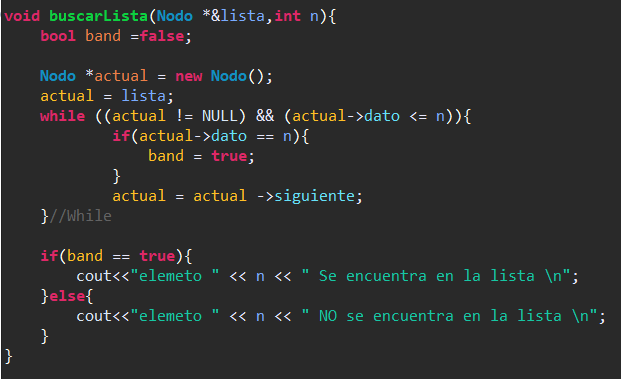 void buscarLista(Nodo *&lista,int n){
    bool band =false;

    Nodo *actual = new Nodo();
    actual = lista;
    while ((actual != NULL) && (actual->dato <= n)){
            if(actual->dato == n){
                band = true;
            }
            actual = actual ->siguiente;
    }//While

    if(band == true){
        cout<<"elemeto " << n << " Se encuentra en la lista \n";
    }else{
        cout<<"elemeto " << n << " NO se encuentra en la lista \n";
    }
}